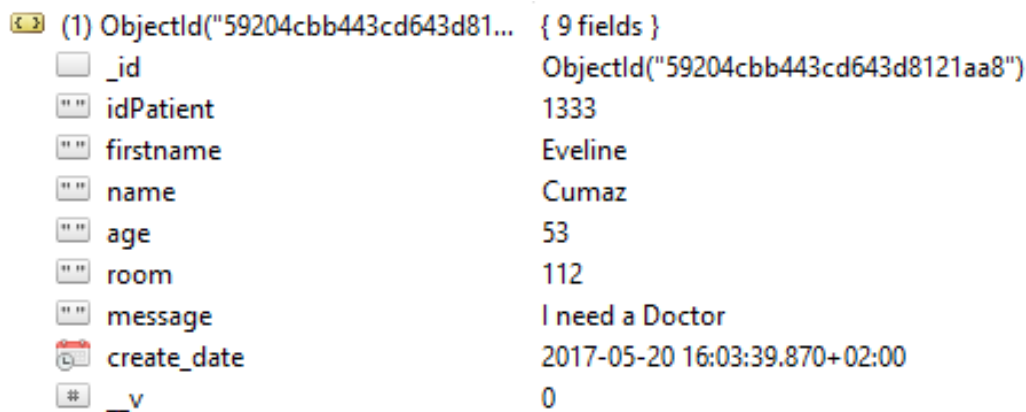 (1) ObjectId("59204cbb443cd643d81... { 9 fields }
_id ObjectId("59204cbb443cd643d8121aa8")
"" idPatient 1333
"" firstname Eveline
"" name Cumaz
"" age 53
"" room 112
"" message I need a Doctor
create_date 2017-05-20 16:03:39.870+02:00
# __v 0